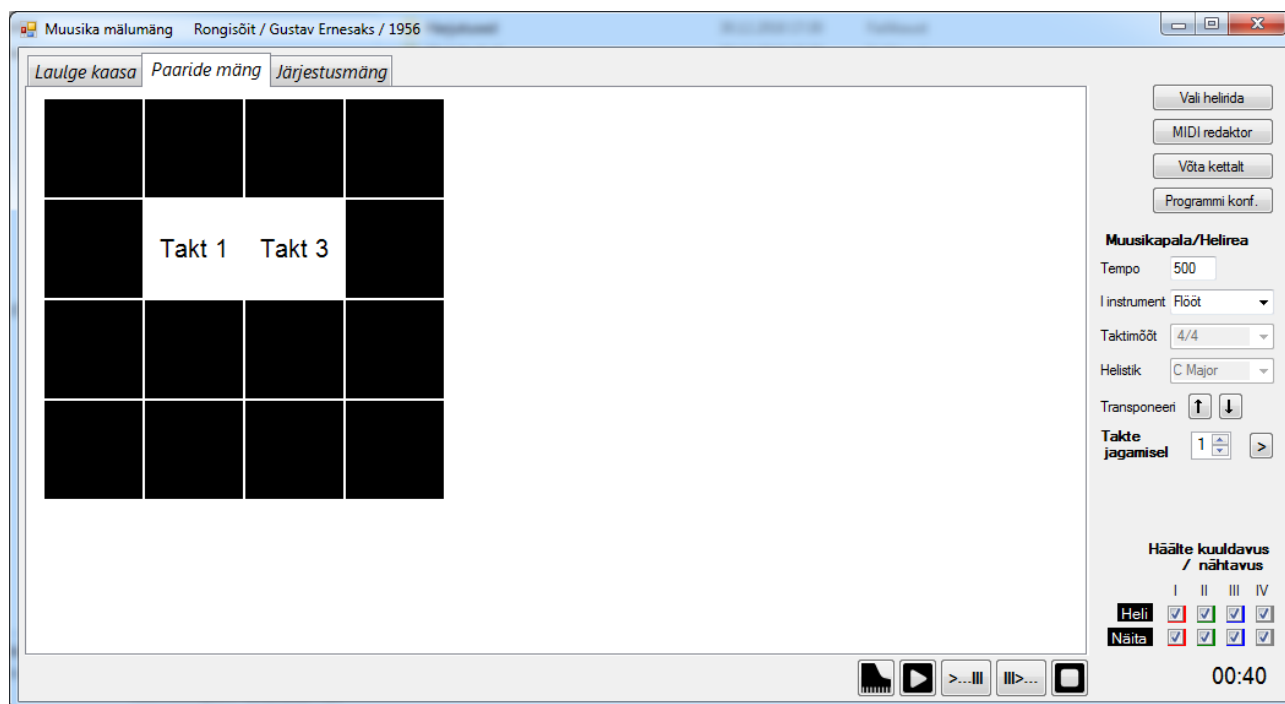 Muusika mälumäng Rongisõit / Gustav Ernesaks / 1956
Laulge kaasa Paaride mäng Järjestusmäng
Takt 1 Takt 3
Vali helirida
MIDI redaktor
Võta kettalt
Programmi konf.
Muusikapala/Helirea
Tempo 500
I instrument Flööt
Taktimõõt 4/4
Helistik C Major
Transponeeri ↑ ↓
Takte
jagamisel 1 >
Häälte kuuldavus
/ nähtavus
I II III IV
Heli
Näita
>...III III>...
00:40